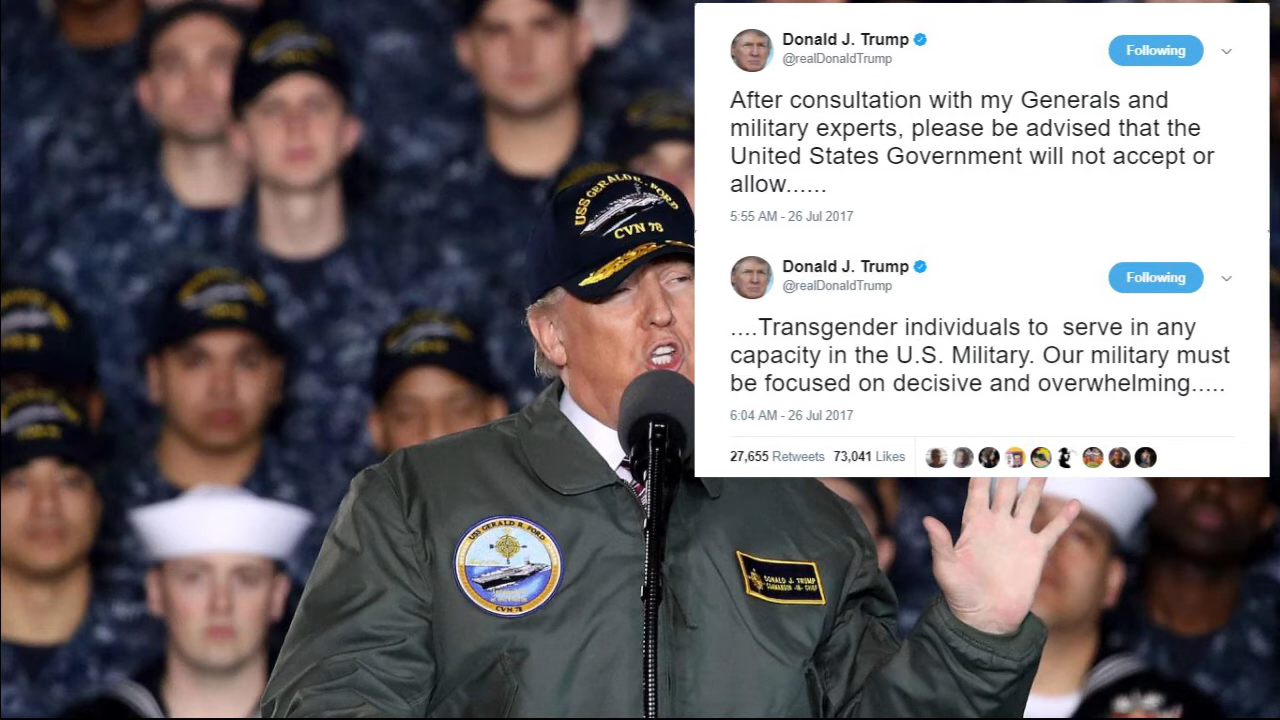 Donald J. Trump
@realDonaldTrump
Following
After consultation with my Generals and
military experts, please be advised that the
United States Government will not accept or
allow......
5:55 AM - 26 Jul 2017
Donald J. Trump
@realDonaldTrump
Following
....Transgender individuals to  serve in any
capacity in the U.S. Military. Our military must
be focused on decisive and overwhelming.....
6:04 AM - 26 Jul 2017
27,655 Retweets 73,041 Likes
USS GERALD R. FORD
CVN 78
USS GERALD R. FORD
CVN 78
DONALD J. TRUMP
COMMANDER-IN-CHIEF